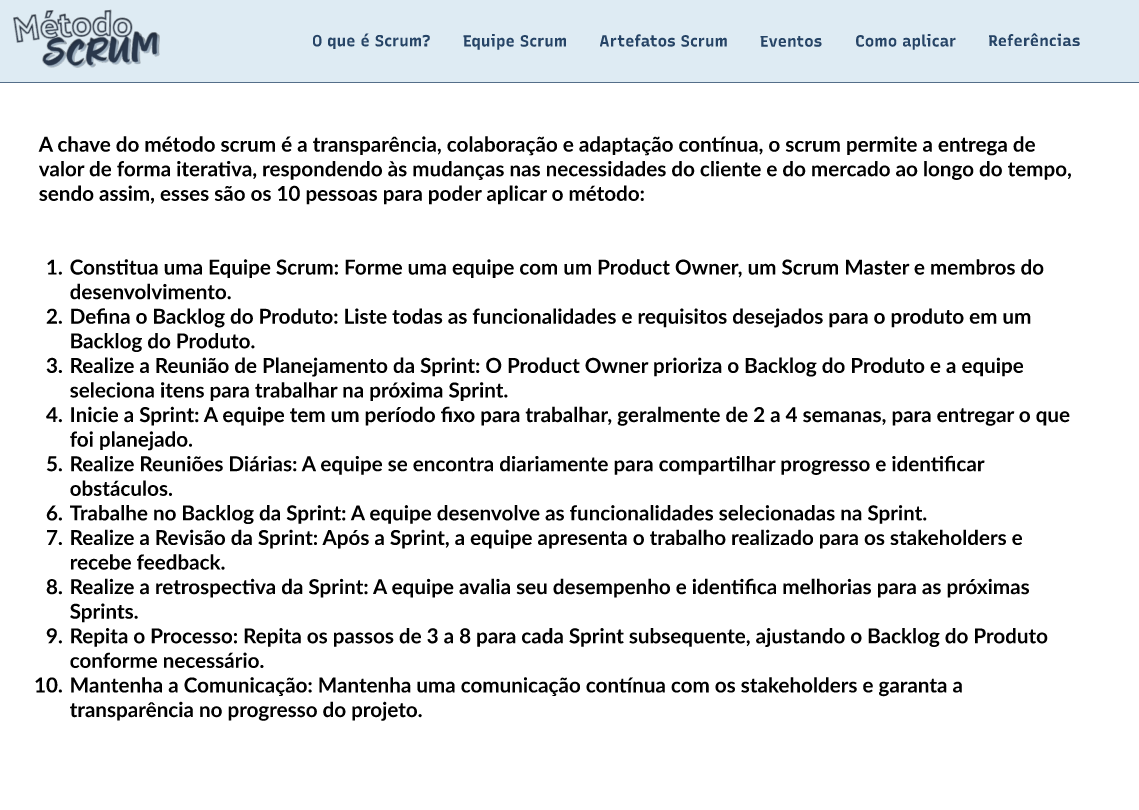 Método
SCRUM
O que é Scrum? Equipe Scrum Artefatos Scrum Eventos Como aplicar Referências
A chave do método scrum é a transparência, colaboração e adaptação contínua, o scrum permite a entrega de
valor de forma iterativa, respondendo às mudanças nas necessidades do cliente e do mercado ao longo do tempo,
sendo assim, esses são os 10 pessoas para poder aplicar o método:
1. Constitua uma Equipe Scrum: Forme uma equipe com um Product Owner, um Scrum Master e membros do
desenvolvimento.
2. Defina o Backlog do Produto: Liste todas as funcionalidades e requisitos desejados para o produto em um
Backlog do Produto.
3. Realize a Reunião de Planejamento da Sprint: O Product Owner prioriza o Backlog do Produto e a equipe
seleciona itens para trabalhar na próxima Sprint.
4. Inicie a Sprint: A equipe tem um período fixo para trabalhar, geralmente de 2 a 4 semanas, para entregar o que
foi planejado.
5. Realize Reuniões Diárias: A equipe se encontra diariamente para compartilhar progresso e identificar
obstáculos.
6. Trabalhe no Backlog da Sprint: A equipe desenvolve as funcionalidades selecionadas na Sprint.
7. Realize a Revisão da Sprint: Após a Sprint, a equipe apresenta o trabalho realizado para os stakeholders e
recebe feedback.
8. Realize a retrospectiva da Sprint: A equipe avalia seu desempenho e identifica melhorias para as próximas
Sprints.
9. Repita o Processo: Repita os passos de 3 a 8 para cada Sprint subsequente, ajustando o Backlog do Produto
conforme necessário.
10. Mantenha a Comunicação: Mantenha uma comunicação contínua com os stakeholders e garanta a
transparência no progresso do projeto.